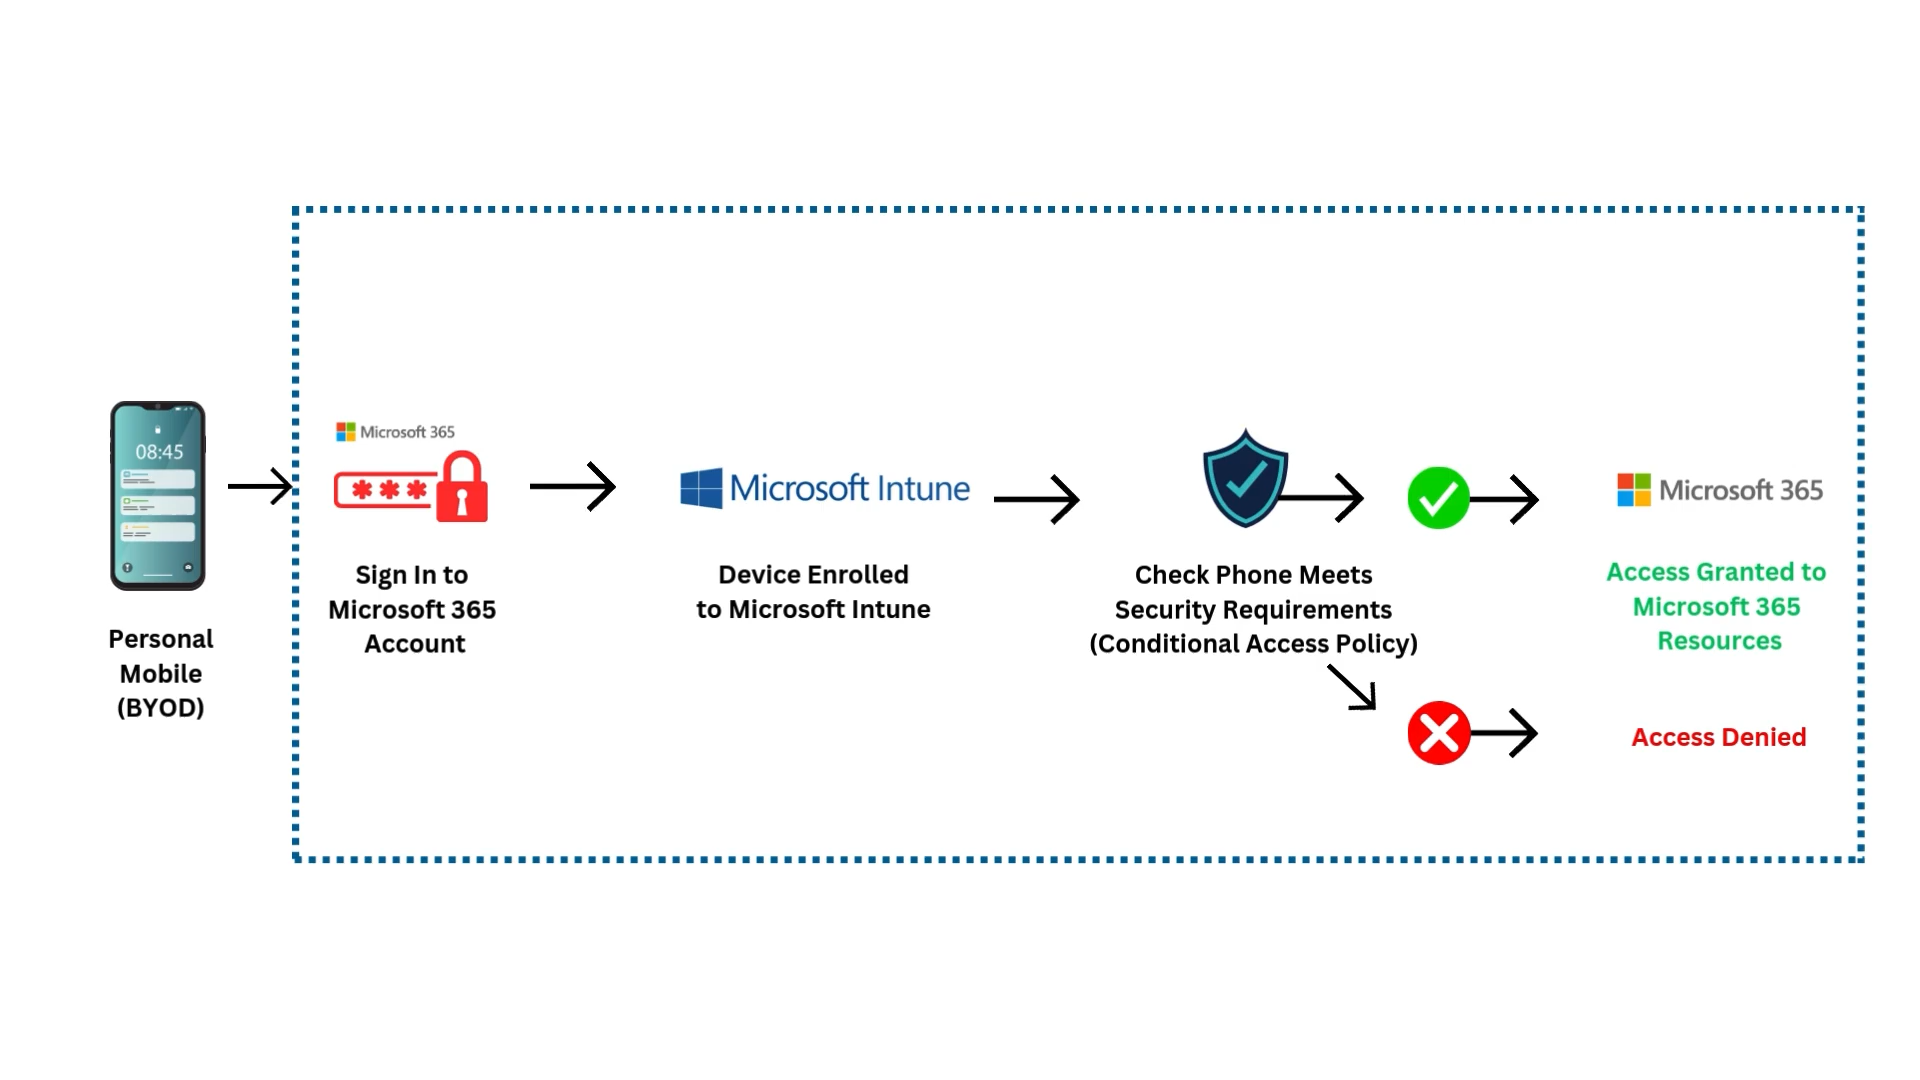 08:45
Personal
Mobile
(BYOD)
Microsoft 365
Sign In to
Microsoft 365
Account
Microsoft Intune
Device Enrolled
to Microsoft Intune
Check Phone Meets
Security Requirements
(Conditional Access Policy)
Microsoft 365
Access Granted to
Microsoft 365
Resources
Access Denied